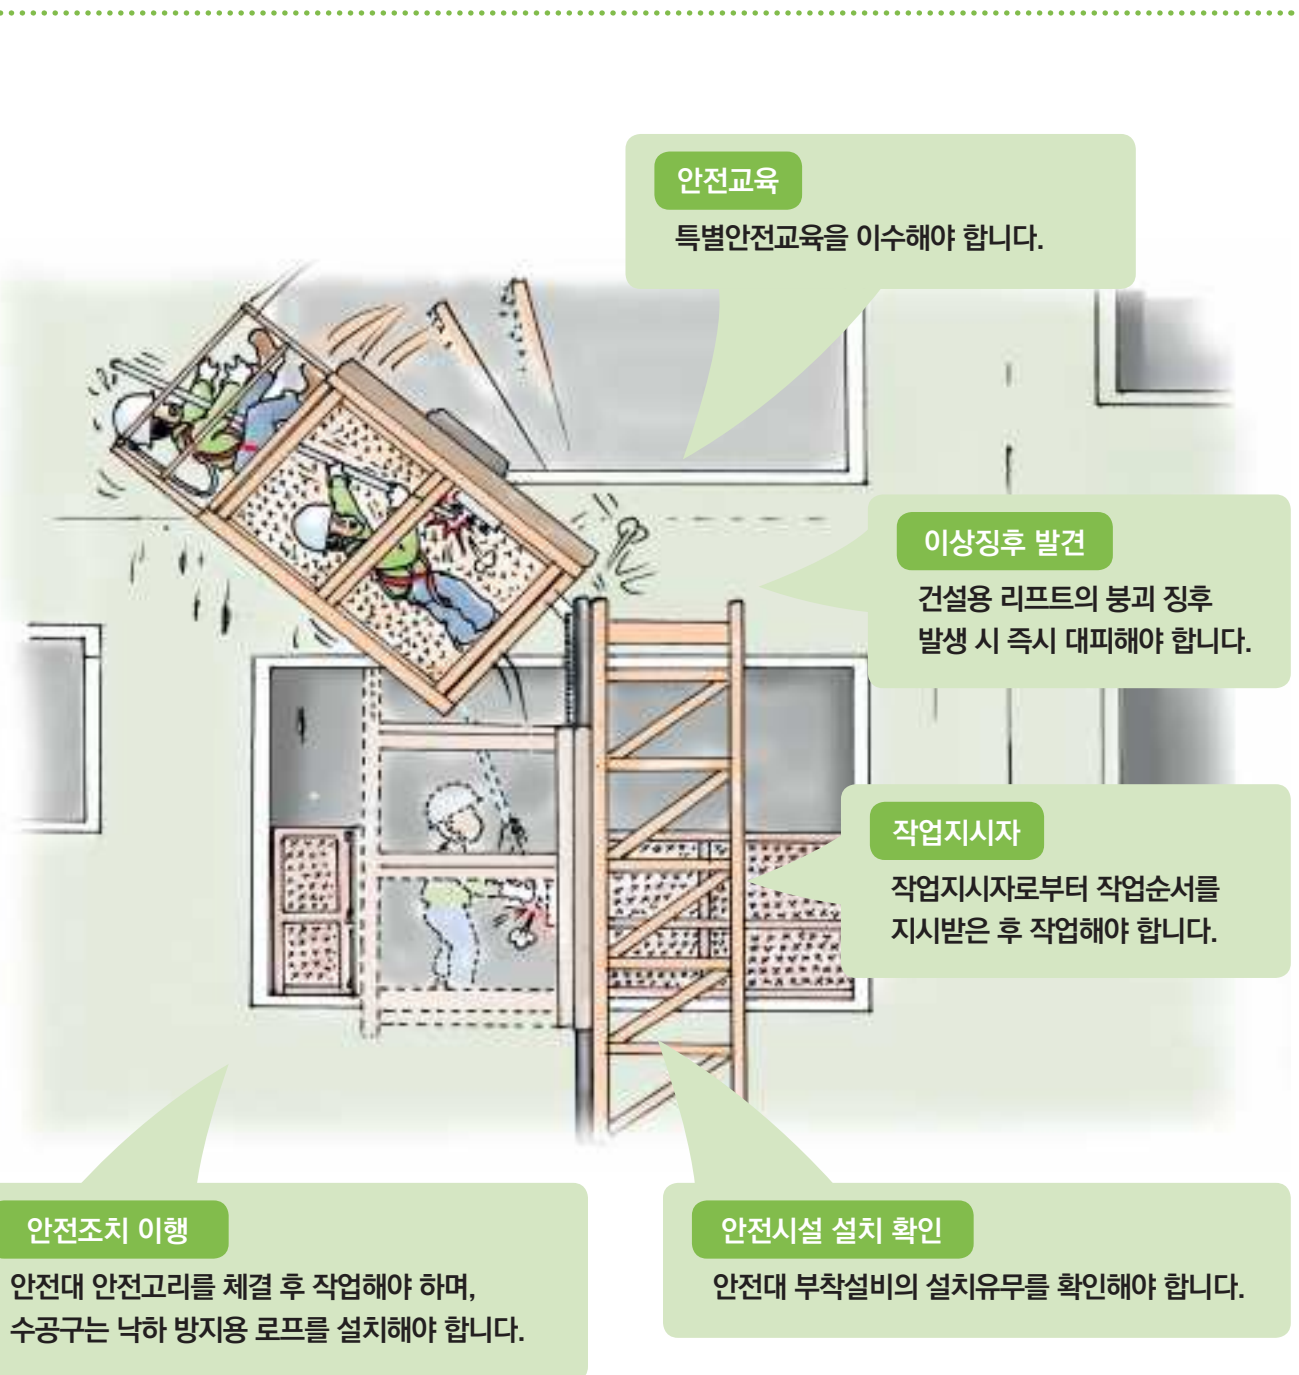 안전교육
특별안전교육을 이수해야 합니다.
이상징후 발견
건설용 리프트의 붕괴 징후
발생 시 즉시 대피해야 합니다.
작업지시자
작업지시자로부터 작업순서를
지시받은 후 작업해야 합니다.
안전조치 이행
안전대 안전고리를 체결 후 작업해야 하며,
수공구는 낙하 방지용 로프를 설치해야 합니다.
안전시설 설치 확인
안전대 부착설비의 설치유무를 확인해야 합니다.